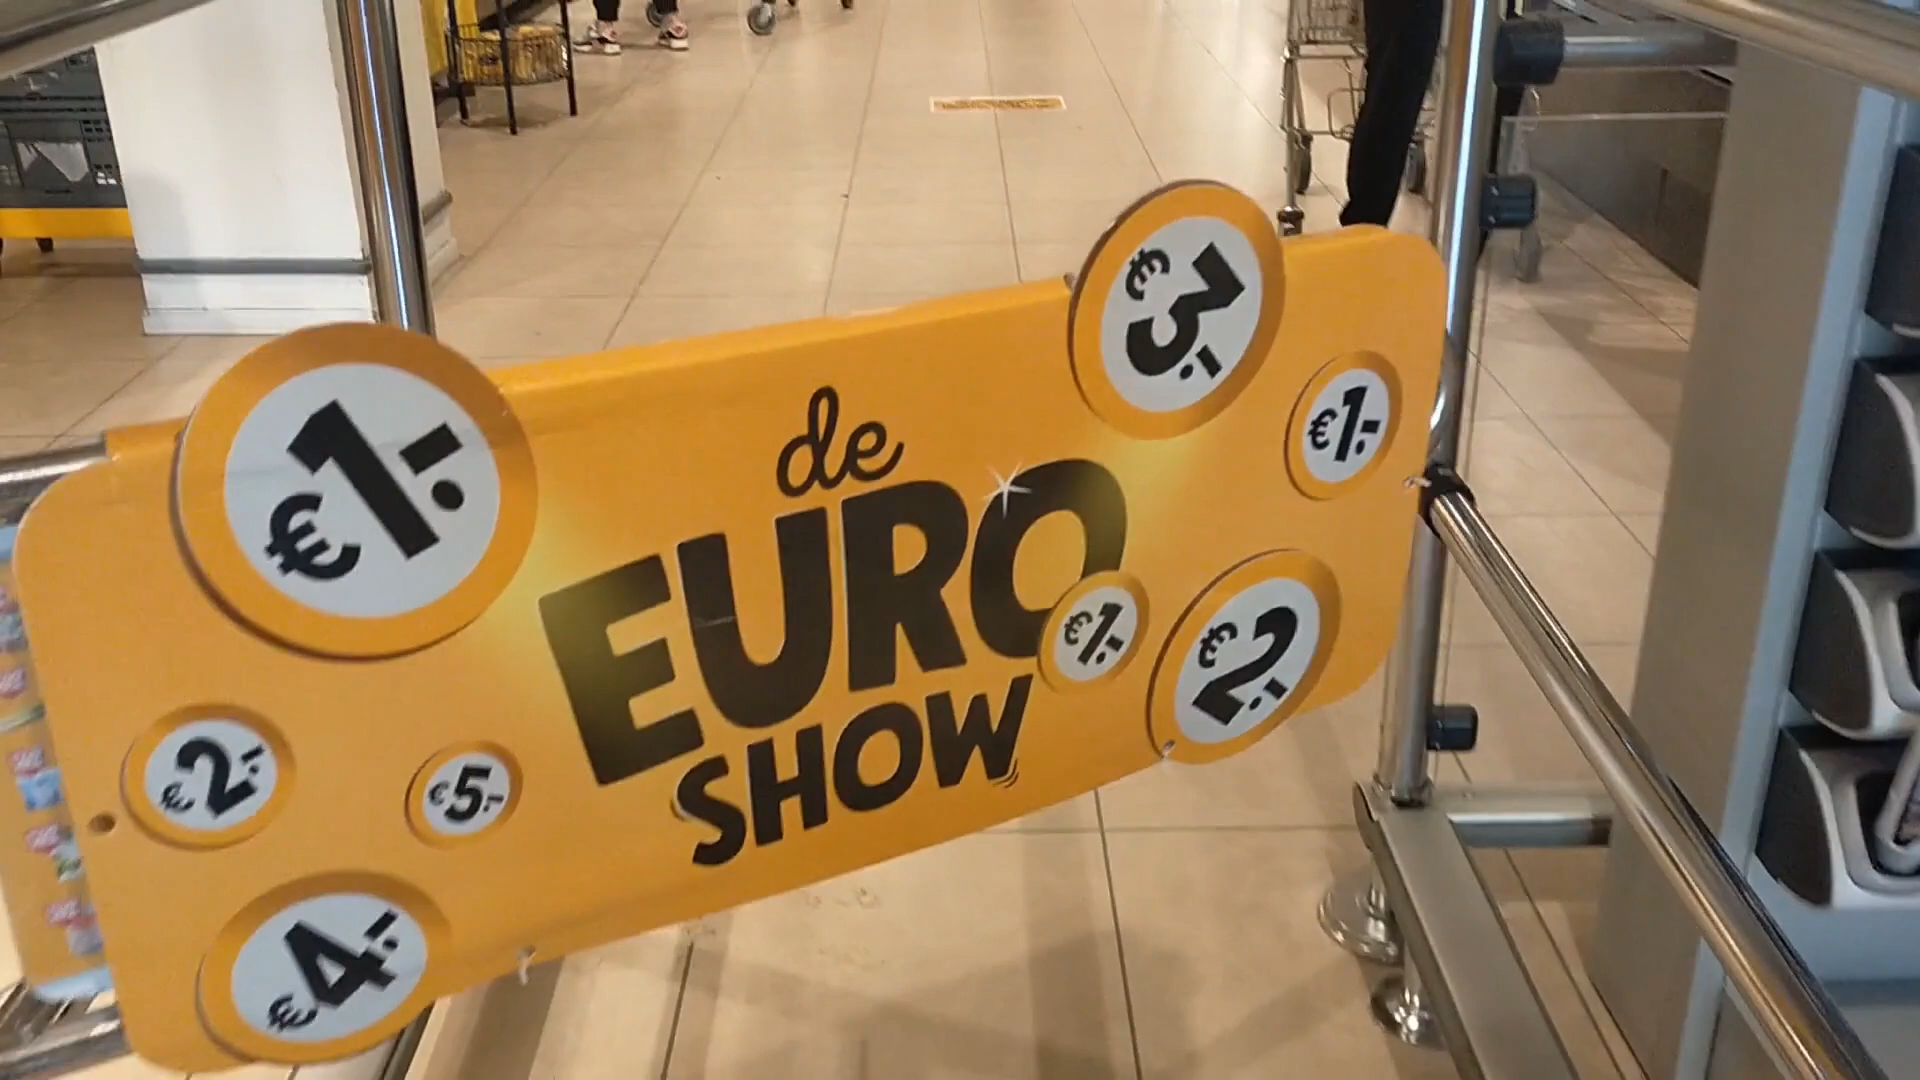 €1.-
€3.-
€1.-
de
EURO
SHOW
€1.-
€2.-
€2.-
€5.-
€4.-